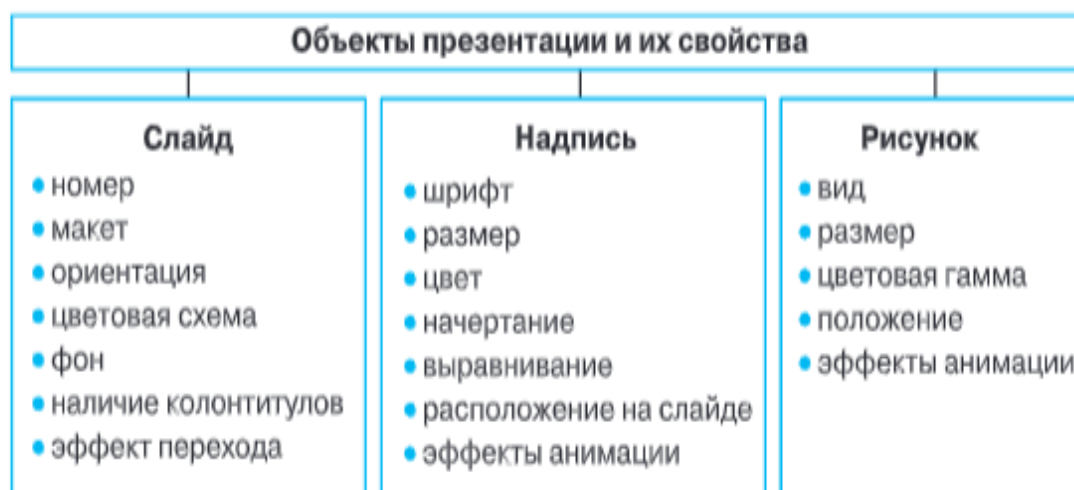 Объекты презентации и их свойства
Слайд
• номер
• макет
• ориентация
• цветовая схема
• фон
• наличие колонтитулов
• эффект перехода
Надпись
• шрифт
• размер
• цвет
• начертание
• выравнивание
• расположение на слайде
• эффекты анимации
Рисунок
• вид
• размер
• цветовая гамма
• положение
• эффекты анимации